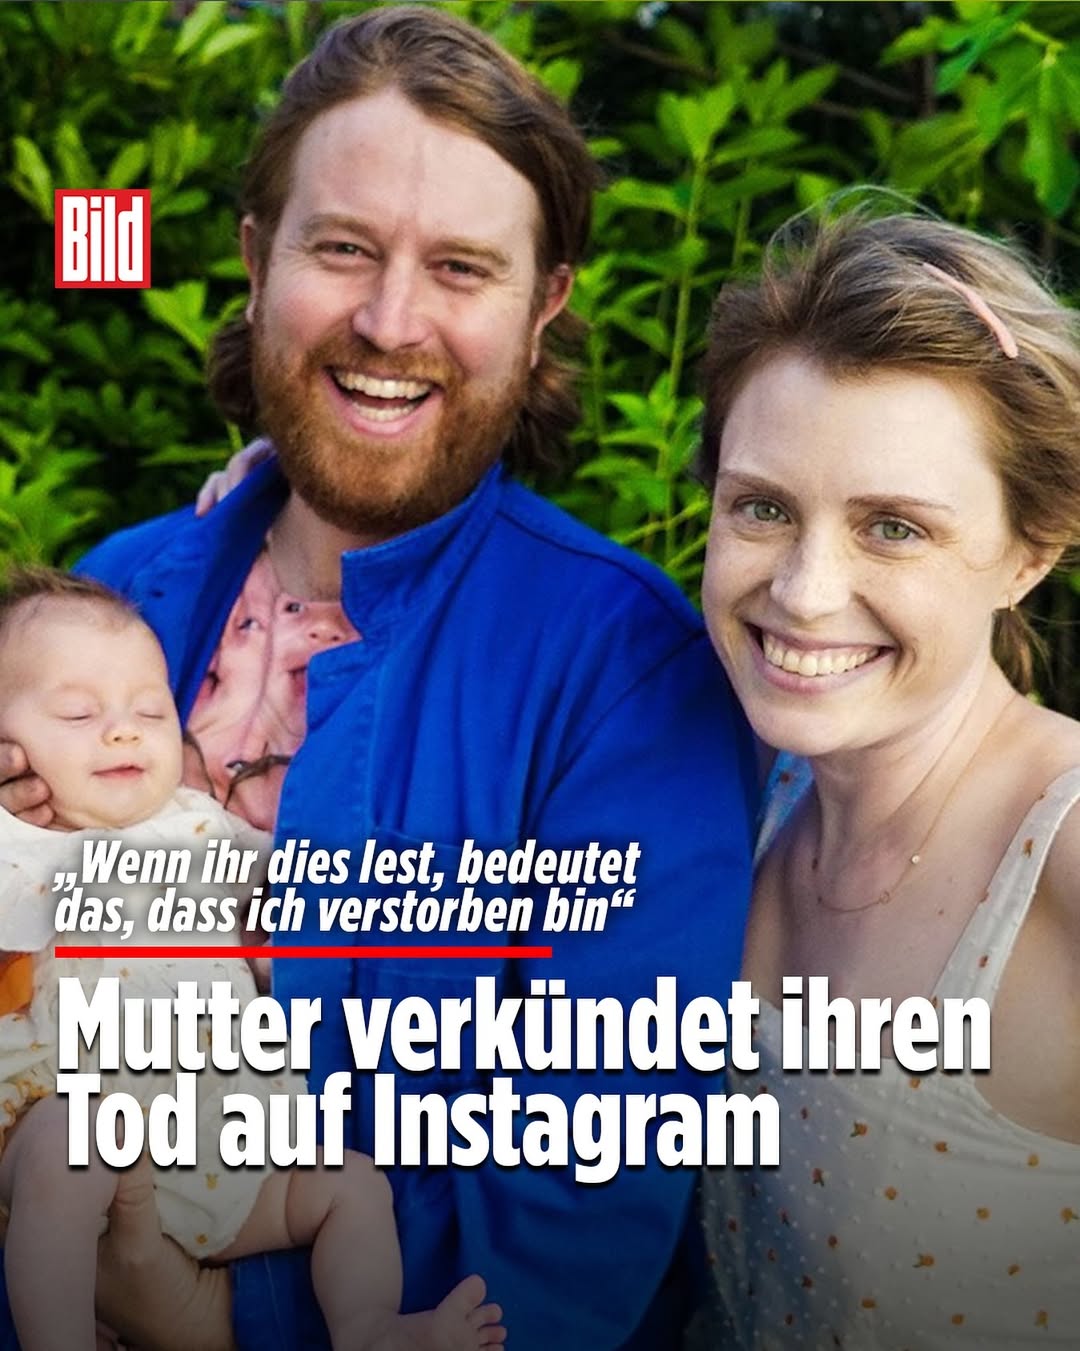 Bild
„Wenn ihr dies lest, bedeutet
das, dass ich verstorben bin“
Mutter verkündet ihren
Tod auf Instagram